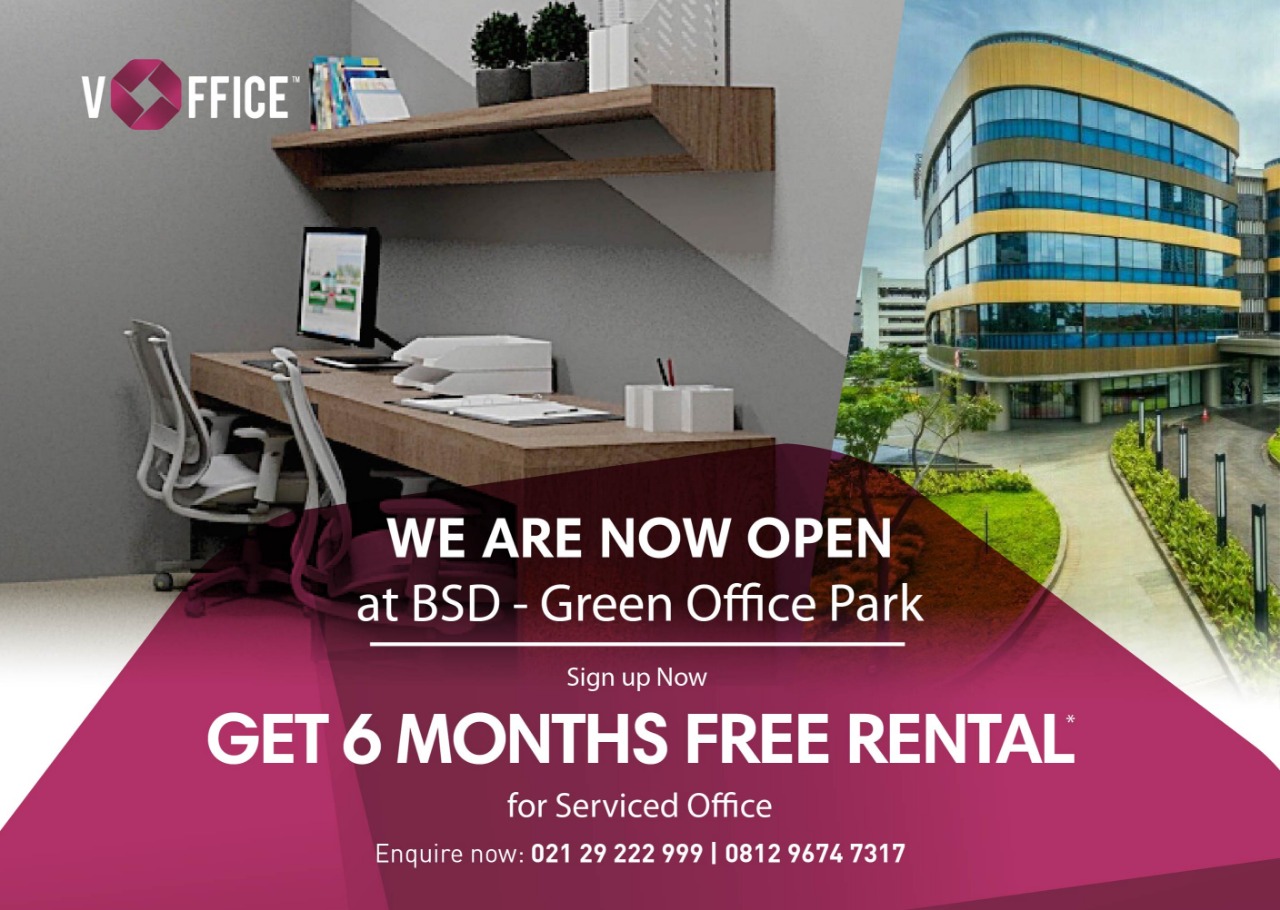 VOFFICE™
WE ARE NOW OPEN
at BSD - Green Office Park
Sign up Now
GET 6 MONTHS FREE RENTAL*
for Serviced Office
Enquire now: 021 29 222 999 | 0812 9674 7317